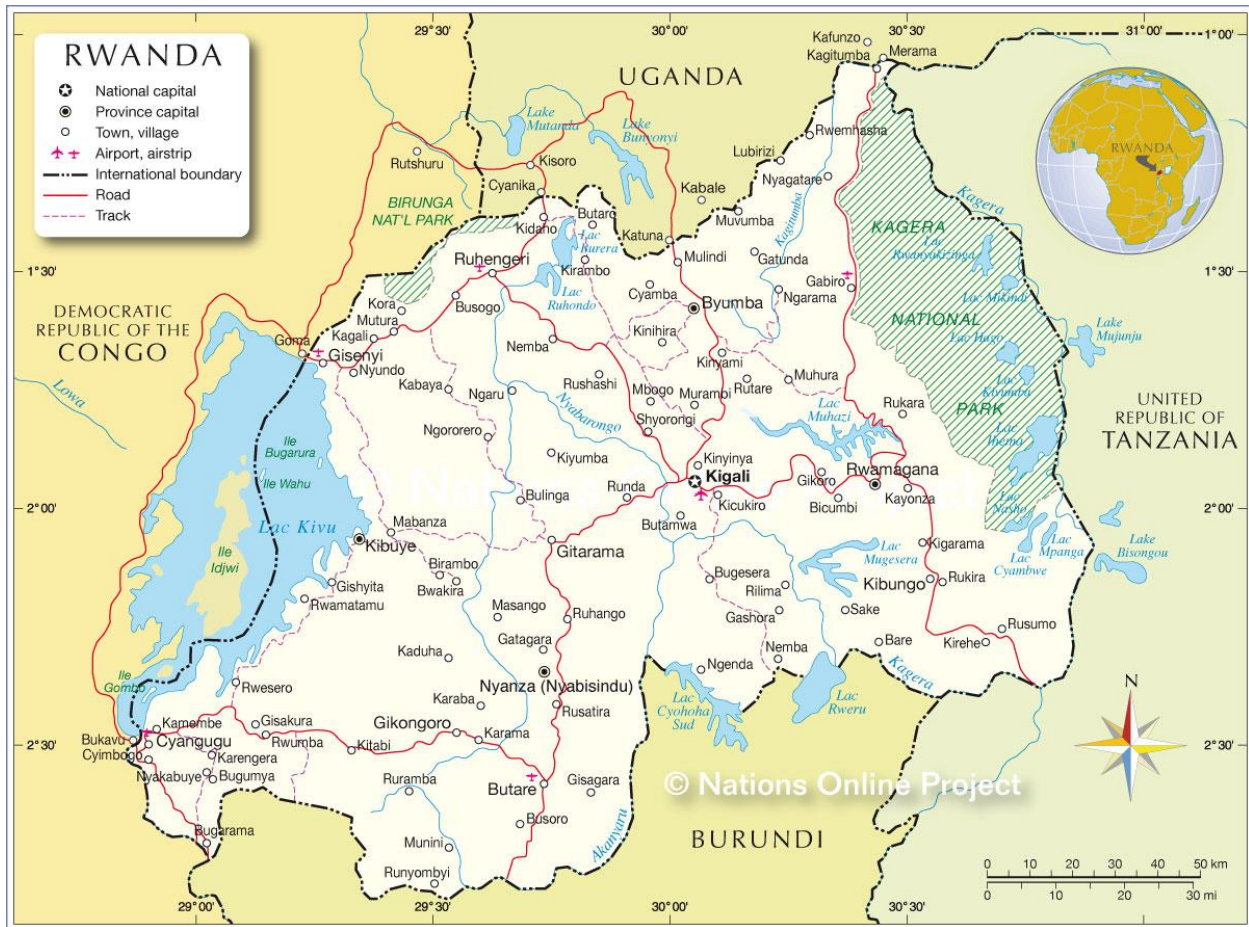 RWANDA
National capital
Province capital
Town, village
Airport, airstrip
International boundary
Road
Track
29°30'
30°00'
31°00'
1°00'
Kafunzo
Kagitumba
Merama
UGANDA
Lake
Mutanda
Lake
Bunyonyi
RWANDA
Rutshuru
Kisoro
Rwemhasha
Lubirizi
Nyagatare
Cyanika
Kabale
Kagitumba
Kagera
BIRUNGA
NAT'L PARK
Butaro
Muvumba
Kidaho
Lac
Burera
Katuna
KAGERA
Lac
Rwanyakizinga
Ruhengeri
Kirambo
Mulindi
Gatunda
1°30'
1°30'
Gabiro
Lac
Ruhondo
Cyamba
Ngarama
Lac Mikindi
DEMOCRATIC
REPUBLIC OF THE
CONGO
Kora
Busogo
Byumba
NATIONAL
Mutura
Kinihira
Lake
Mujunju
Kagali
Nemba
Lac Hago
Goma
Gisenyi
Kinyami
Nyundo
Kabaya
Rushashi
Rutare
Muhura
Lac
Kivumba
Lowa
Ngaru
Mbogo
Murambi
Nyabarongo
Lac
Muhazi
Rukara
PARK
UNITED
REPUBLIC OF
TANZANIA
Shyorongi
Lac
Ihema
Ngororero
Ile
Bugarura
Kiyumba
Kinyinya
Ile Wahu
Kigali
Gikoro
Rwamagana
Bulinga
Runda
Kicukiro
Bicumbi
Kayonza
Lac
Nasho
2°00'
2°00'
Lac Kivu
Mabanza
Butamwa
Kibuye
Gitarama
Kigarama
Lac
Mpanga
Lac
Cyambwe
Lake
Bisongou
Ile
Idjwi
Birambo
Lac
Mugesera
Gishyita
Bwakira
Bugesera
Rilima
Kibungo
Rukira
Rwamatamu
Masango
Ruhango
Gashora
Sake
Gatagara
Rusumo
Kaduha
Nemba
Bare
Kirehe
Ngenda
Kagera
Ile
Gombo
Rwesero
Nyanza (Nyabisindu)
Lac
Cyohoha
Sud
Lac
Rweru
Karaba
Rusatira
N
Kamembe
Gisakura
Gikongoro
Bukavu
Cyangugu
Rwumba
Kitabi
Karama
2°30'
2°30'
Cyimbogo
Karengera
Nyakabuye
Bugumya
Ruramba
Butare
Gisagara
© Nations Online Project
Busoro
Bugarama
Munini
Akanyaru
BURUNDI
Runyombyi
0 10 20 30 40 50 km
0 10 20 30 mi
29°00'
29°30'
30°00'
30°30'